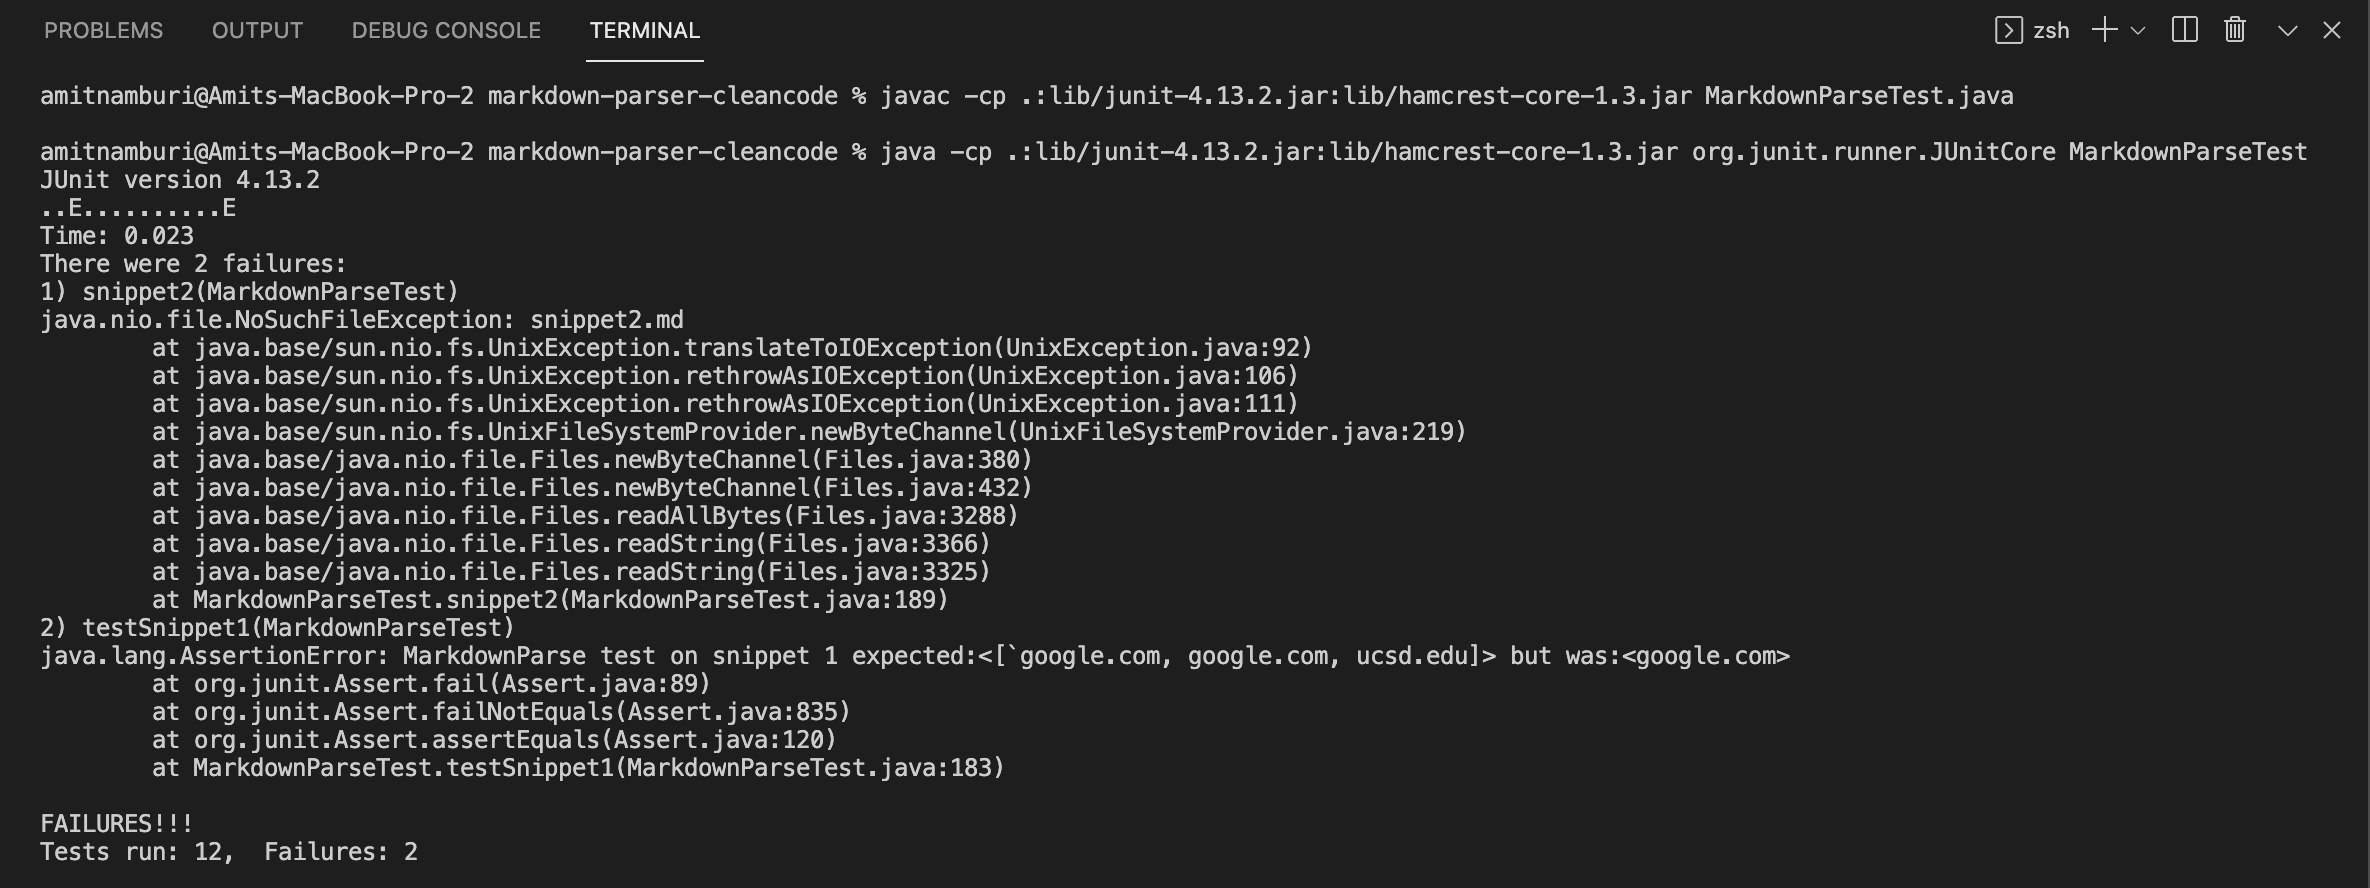 PROBLEMS OUTPUT DEBUG CONSOLE TERMINAL zsh
amitnamburi@Amits-MacBook-Pro-2 markdown-parser-cleancode % javac -cp .:lib/junit-4.13.2.jar:lib/hamcrest-core-1.3.jar MarkdownParseTest.java
amitnamburi@Amits-MacBook-Pro-2 markdown-parser-cleancode % java -cp .:lib/junit-4.13.2.jar:lib/hamcrest-core-1.3.jar org.junit.runner.JUnitCore MarkdownParseTest
JUnit version 4.13.2
..E..........E
Time: 0.023
There were 2 failures:
1) snippet2(MarkdownParseTest)
java.nio.file.NoSuchFileException: snippet2.md
at java.base/sun.nio.fs.UnixException.translateToIOException(UnixException.java:92)
at java.base/sun.nio.fs.UnixException.rethrowAsIOException(UnixException.java:106)
at java.base/sun.nio.fs.UnixException.rethrowAsIOException(UnixException.java:111)
at java.base/sun.nio.fs.UnixFileSystemProvider.newByteChannel(UnixFileSystemProvider.java:219)
at java.base/java.nio.file.Files.newByteChannel(Files.java:380)
at java.base/java.nio.file.Files.newByteChannel(Files.java:432)
at java.base/java.nio.file.Files.readAllBytes(Files.java:3288)
at java.base/java.nio.file.Files.readString(Files.java:3366)
at java.base/java.nio.file.Files.readString(Files.java:3325)
at MarkdownParseTest.snippet2(MarkdownParseTest.java:189)
2) testSnippet1(MarkdownParseTest)
java.lang.AssertionError: MarkdownParse test on snippet 1 expected:<[`google.com, google.com, ucsd.edu]> but was:<google.com>
at org.junit.Assert.fail(Assert.java:89)
at org.junit.Assert.failNotEquals(Assert.java:835)
at org.junit.Assert.assertEquals(Assert.java:120)
at MarkdownParseTest.testSnippet1(MarkdownParseTest.java:183)
FAILURES!!!
Tests run: 12,  Failures: 2